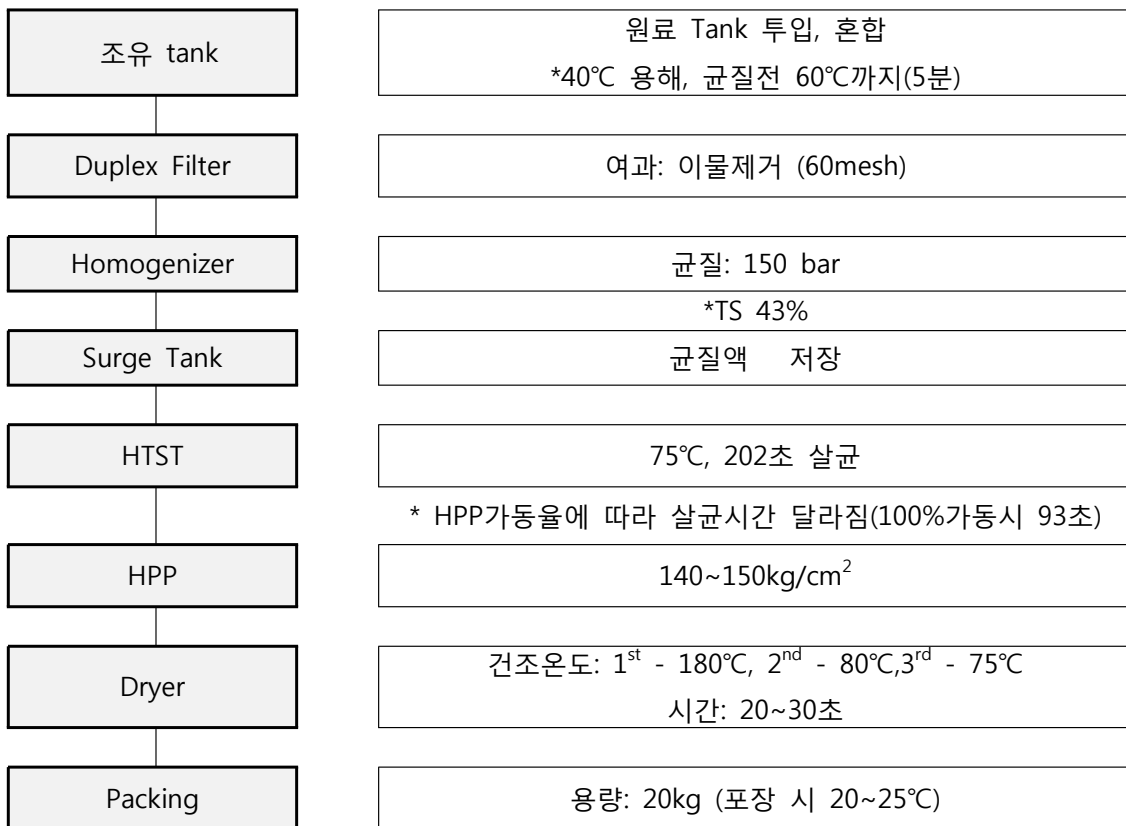 조유 tank
원료 Tank 투입, 혼합
*40℃ 용해, 균질전 60℃까지(5분)
Duplex Filter
여과: 이물제거 (60mesh)
Homogenizer
균질: 150 bar
*TS 43%
Surge Tank
균질액 저장
HTST
75℃, 202초 살균
* HPP가동율에 따라 살균시간 달라짐(100%가동시 93초)
HPP
140~150kg/cm²
Dryer
건조온도: 1st - 180℃, 2nd - 80℃,3rd - 75℃
시간: 20~30초
Packing
용량: 20kg (포장 시 20~25℃)